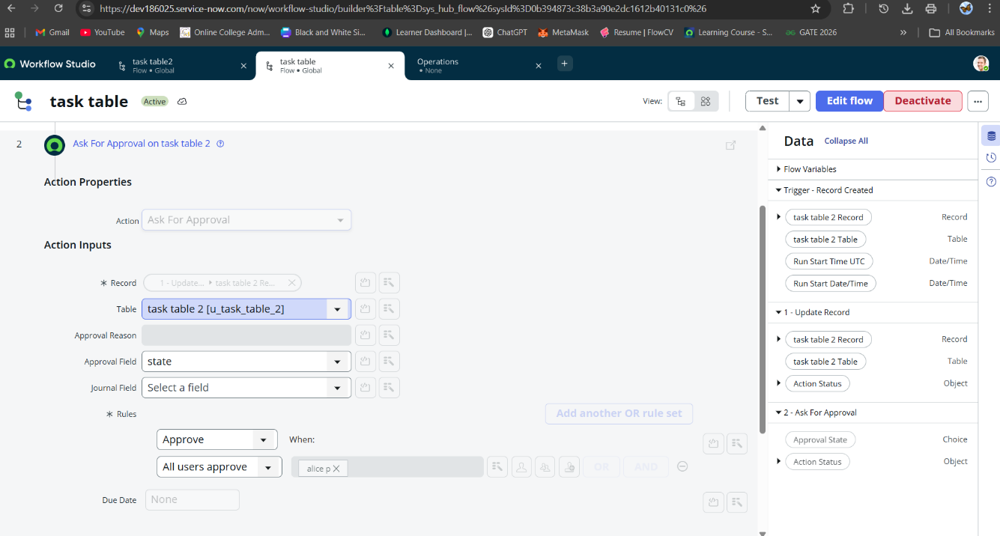 https://dev186025.service-now.com/now/workflow-studio/builder%3Ftable%3Dsys_hub_flow%26sysId%3D0b394873c38b3a90e2dc1612b40131c0%26
Gmail YouTube Maps Online College Adm... Black and White Si... Learner Dashboard |... ChatGPT MetaMask Resume | FlowCV Learning Course - S... GATE 2026 » All Bookmarks
Workflow Studio
task table2
Flow • Global
task table
Flow • Global
Operations
• None
task table Active
View:
Test
Edit flow
Deactivate
2
Ask For Approval on task table 2
Action Properties
Action Ask For Approval
Action Inputs
* Record 1 - Update... ▸ task table 2 Re...
Table task table 2 [u_task_table_2]
Approval Reason
Approval Field state
Journal Field Select a field
* Rules
Add another OR rule set
Approve When:
All users approve alice p OR AND
Due Date None
Data Collapse All
Flow Variables
Trigger - Record Created
task table 2 Record Record
task table 2 Table Table
Run Start Time UTC Date/Time
Run Start Date/Time Date/Time
1 - Update Record
task table 2 Record Record
task table 2 Table Table
Action Status Object
2 - Ask For Approval
Approval State Choice
Action Status Object